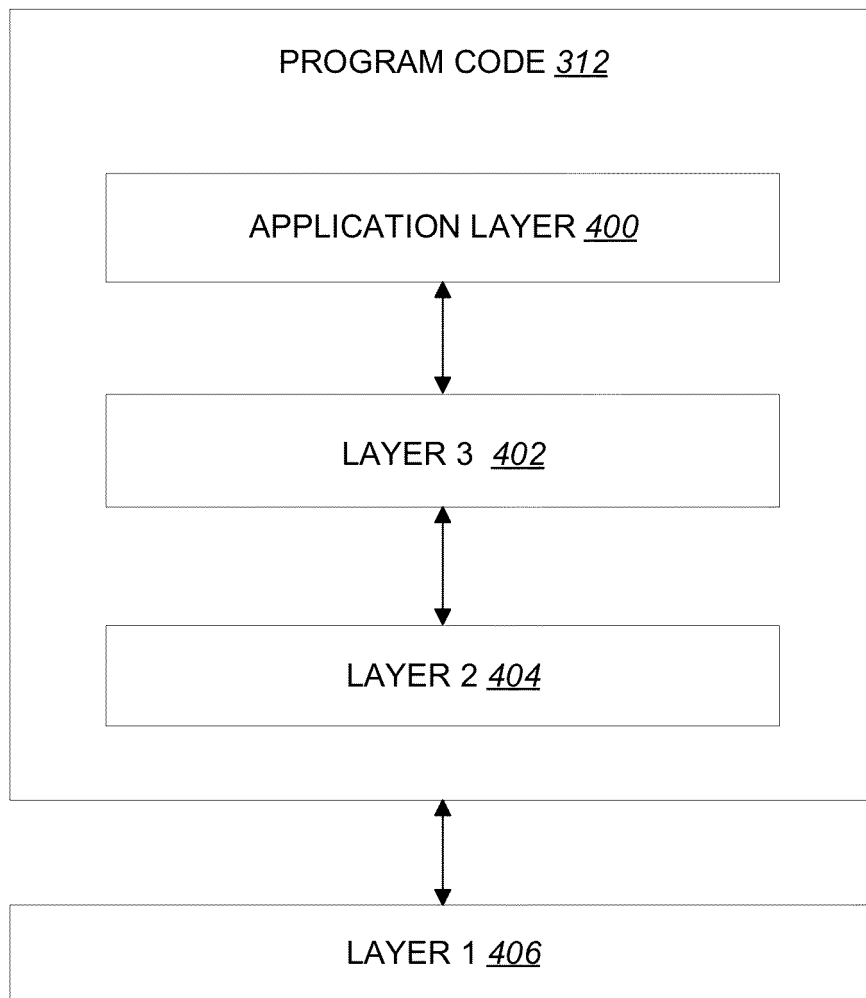 PROGRAM CODE 312
APPLICATION LAYER 400
LAYER 3 402
LAYER 2 404
LAYER 1 406